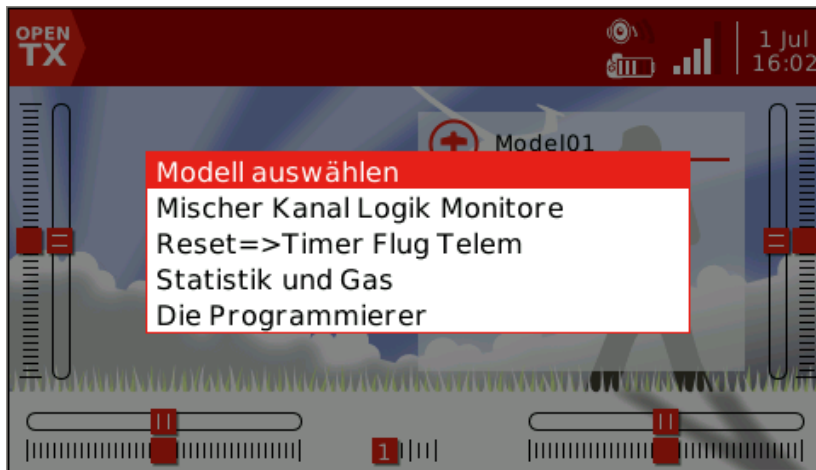 OPEN
TX
1 Jul
16:02
Model01
Modell auswählen
Mischer Kanal Logik Monitore
Reset=>Timer Flug Telem
Statistik und Gas
Die Programmierer
1